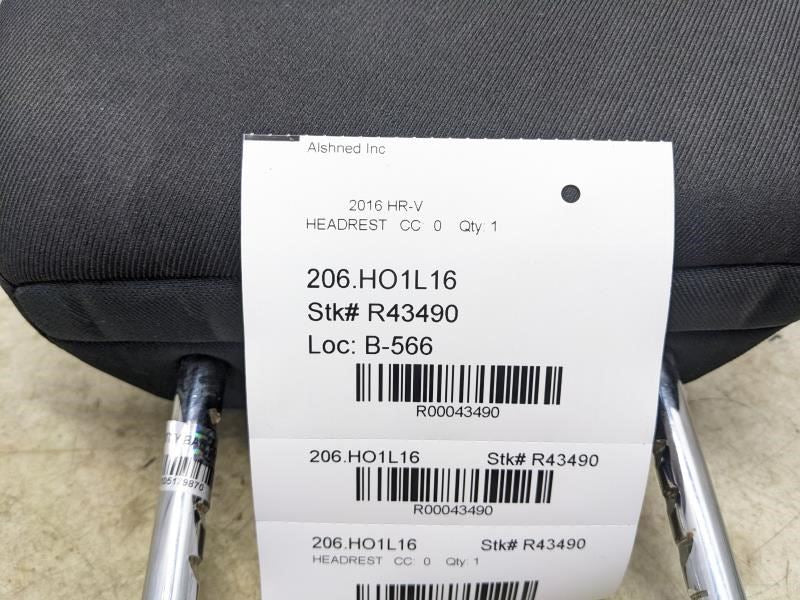 Alshned Inc
2016 HR-V
HEADREST CC: 0 Qty: 1
206.HO1L16
Stk# R43490
Loc: B-566
R00043490
206.HO1L16 Stk# R43490
R00043490
206.HO1L16 Stk# R43490
HEADREST CC: 0 Qty: 1